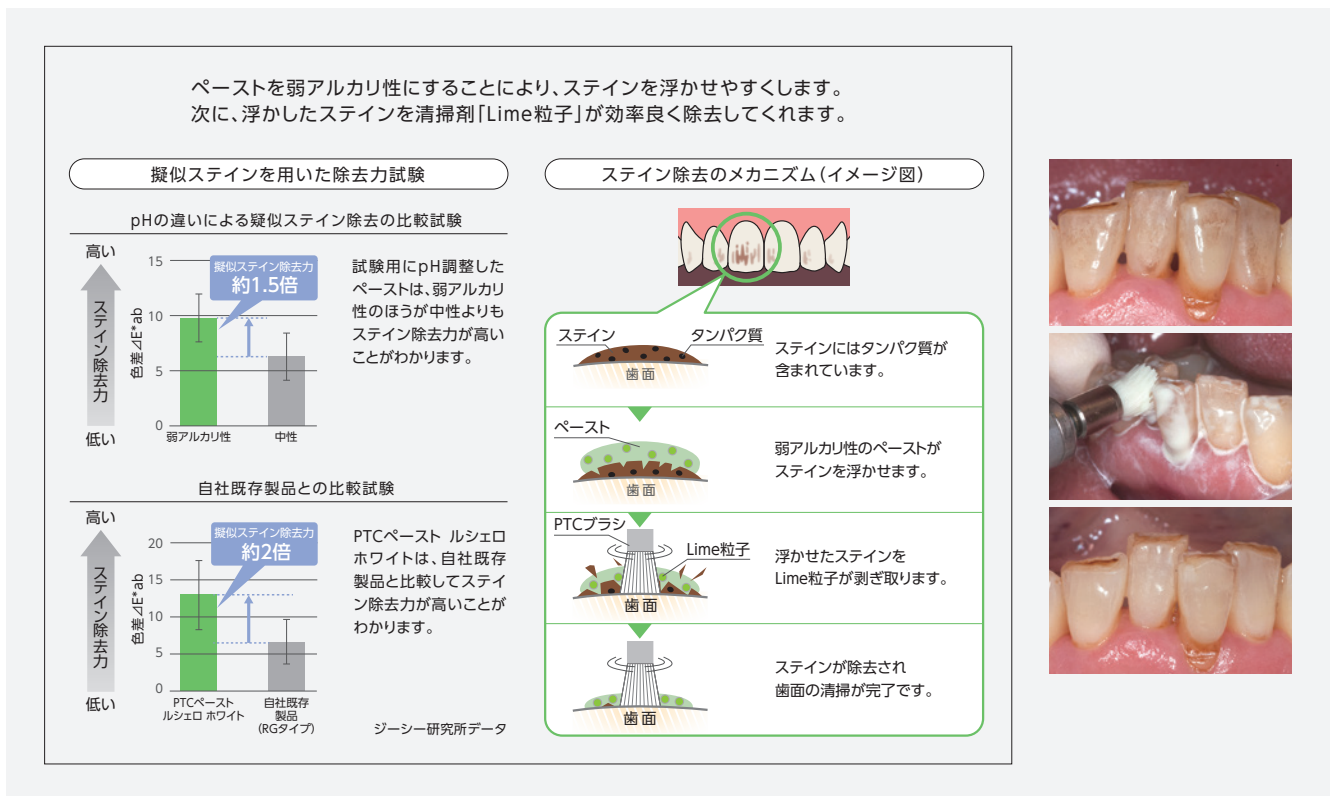 ペーストを弱アルカリ性にすることにより、ステインを浮かせやすくします。
次に、浮かしたステインを清掃剤「Lime粒子」が効率良く除去してくれます。
擬似ステインを用いた除去力試験
pHの違いによる疑似ステイン除去の比較試験
高い
ステイン除去力
低い
色差⊿E*ab
15
10
5
0
擬似ステイン除去力
約1.5倍
弱アルカリ性
中性
試験用にpH調整した
ペーストは、弱アルカリ
性のほうが中性よりも
ステイン除去力が高い
ことがわかります。
自社既存製品との比較試験
高い
ステイン除去力
低い
色差⊿E*ab
20
15
10
5
0
擬似ステイン除去力
約2倍
PTCペースト
ルシェロ ホワイト
自社既存
製品
(RGタイプ)
PTCペースト ルシェロ
ホワイトは、自社既存
製品と比較してステイ
ン除去力が高いことが
わかります。
ジーシー研究所データ
ステイン除去のメカニズム(イメージ図)
ステイン
タンパク質
歯面
ステインにはタンパク質が
含まれています。
ペースト
歯面
弱アルカリ性のペーストが
ステインを浮かせます。
PTCブラシ
Lime粒子
歯面
浮かせたステインを
Lime粒子が剥ぎ取ります。
歯面
ステインが除去され
歯面の清掃が完了です。